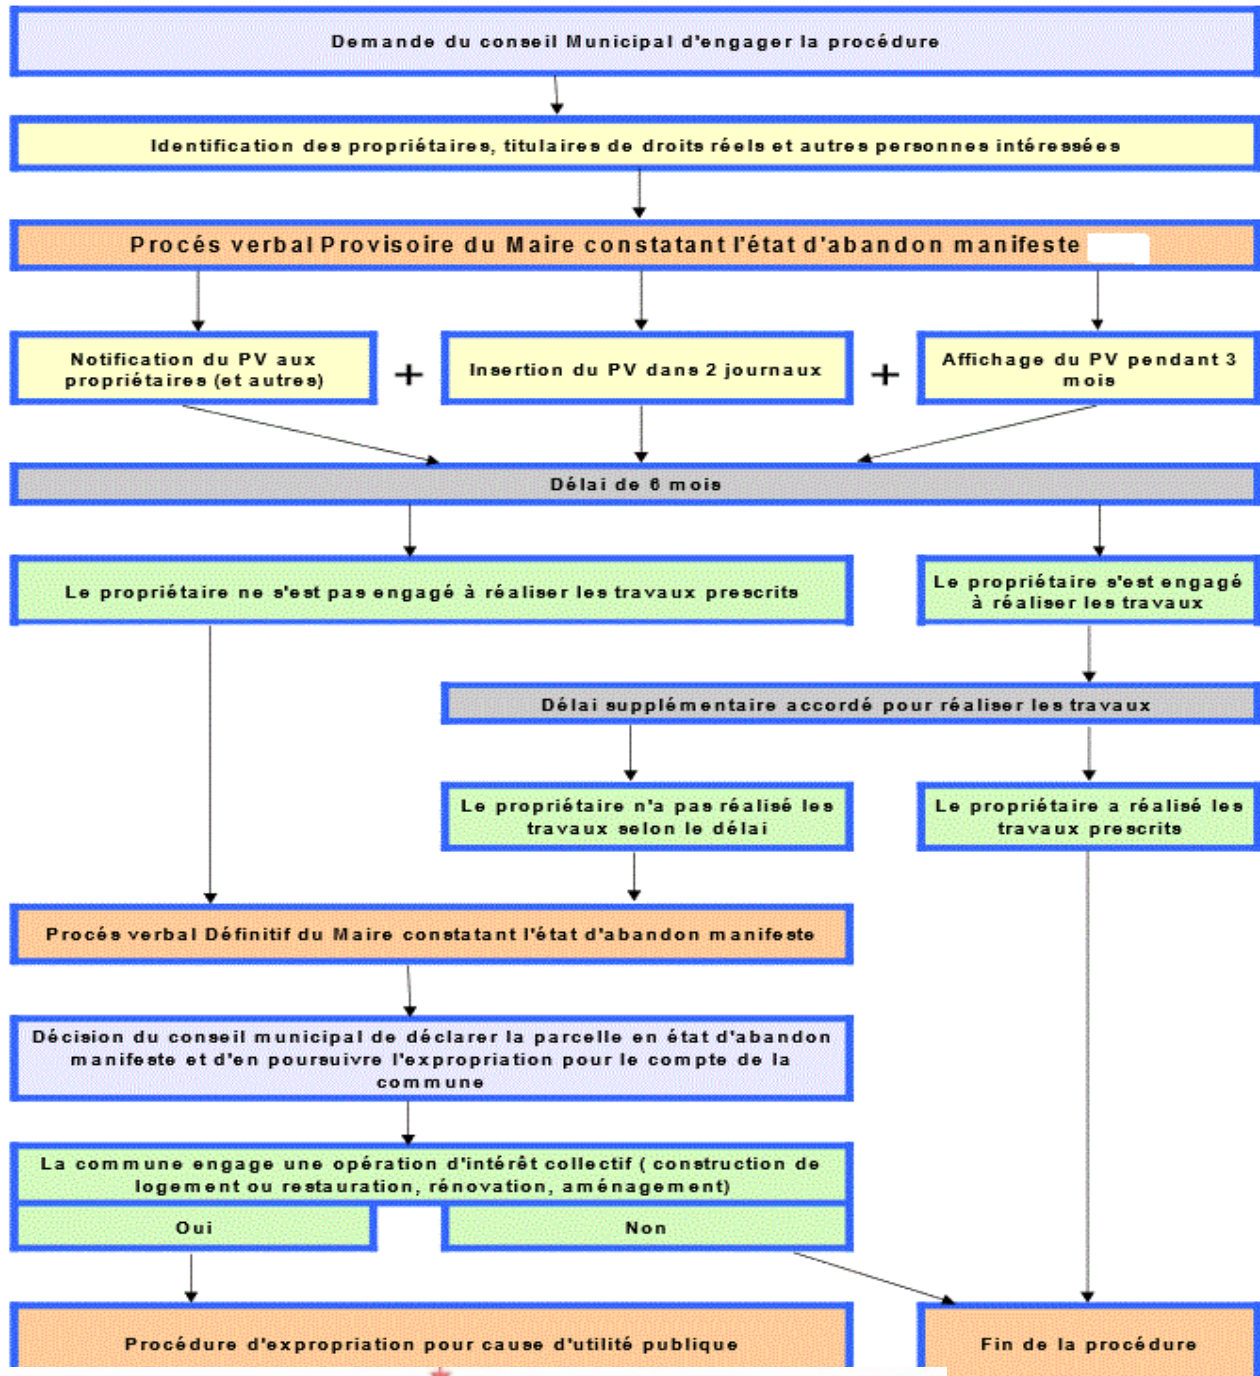 Demande du conseil Municipal d'engager la procédure
Identification des propriétaires, titulaires de droits réels et autres personnes intéressées
Procés verbal Provisoire du Maire constatant l'état d'abandon manifeste
Notification du PV aux
propriétaires (et autres)
+
Insertion du PV dans 2 journaux
+
Affichage du PV pendant 3
mois
Délai de 6 mois
Le propriétaire ne s'est pas engagé à réaliser les travaux prescrits
Le propriétaire s'est engagé
à réaliser les travaux
Délai supplémentaire accordé pour réaliser les travaux
Le propriétaire n'a pas réalisé les
travaux selon le délai
Le propriétaire a réalisé les
travaux prescrits
Procés verbal Définitif du Maire constatant l'état d'abandon manifeste
Décision du conseil municipal de déclarer la parcelle en état d'abandon
manifeste et d'en poursuivre l'expropriation pour le compte de la
commune
La commune engage une opération d'intérêt collectif ( construction de
logement ou restauration, rénovation, aménagement)
Oui
Non
Procédure d'expropriation pour cause d'utilité publique
Fin de la procédure